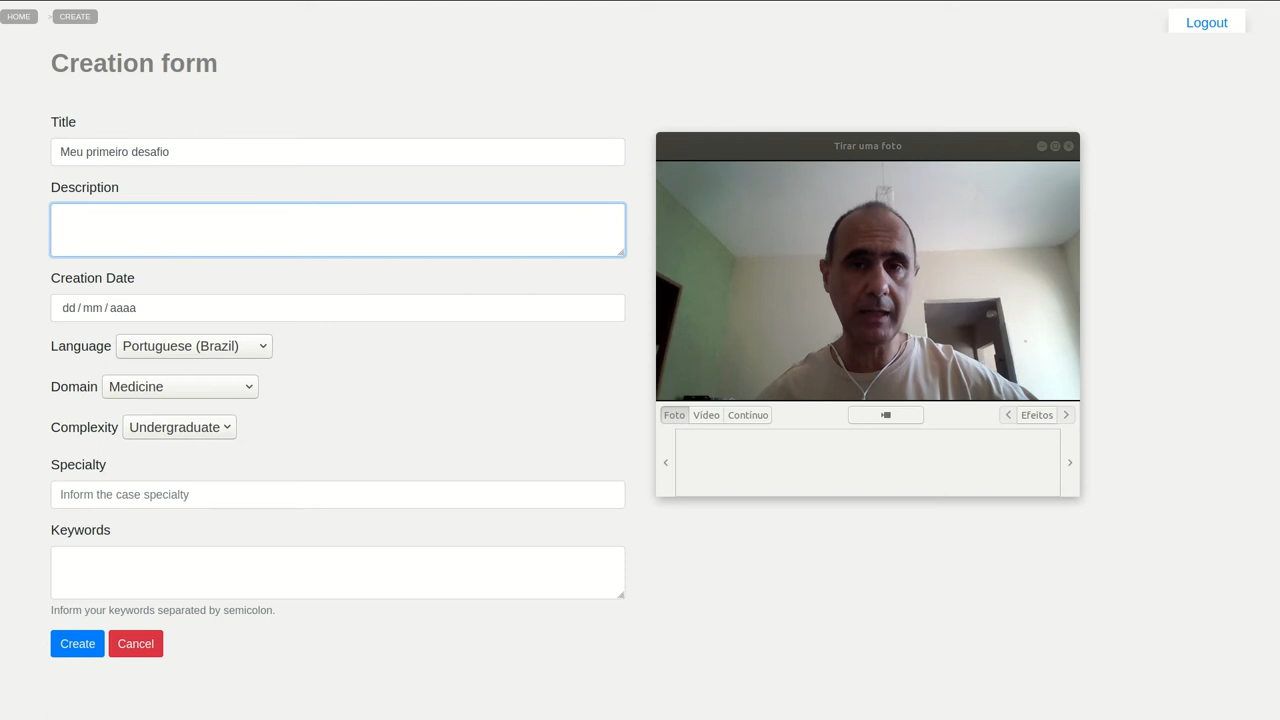 HOME > CREATE
Logout
Creation form
Title
Meu primeiro desafio
Description
Creation Date
dd / mm / aaaa
Language Portuguese (Brazil)
Domain Medicine
Complexity Undergraduate
Specialty
Inform the case specialty
Keywords
Inform your keywords separated by semicolon.
Create Cancel
Tirar uma foto
Foto Vídeo Contínuo Efeitos